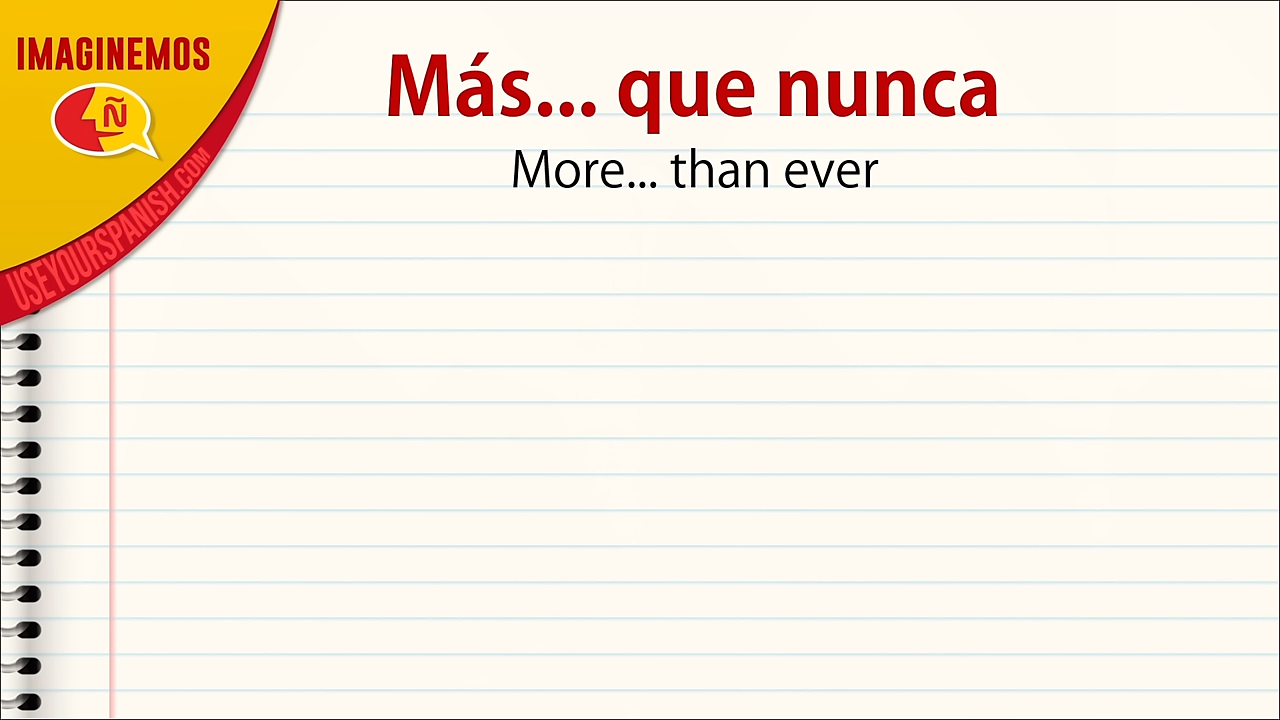 IMAGINEMOS
Ñ
USEYOURSPANISH.COM
Más... que nunca
More... than ever